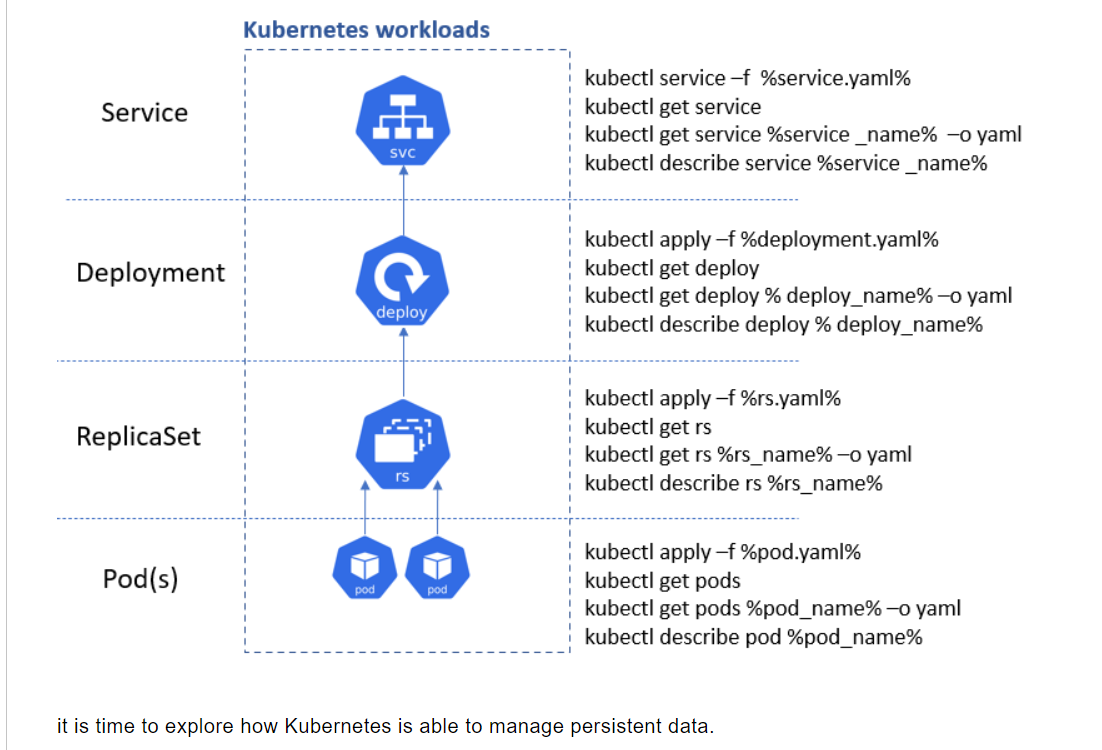 Kubernetes workloads
Service
svc
kubectl service –f %service.yaml%
kubectl get service
kubectl get service %service _name% –o yaml
kubectl describe service %service _name%
Deployment
deploy
kubectl apply –f %deployment.yaml%
kubectl get deploy
kubectl get deploy % deploy_name% –o yaml
kubectl describe deploy % deploy_name%
ReplicaSet
rs
kubectl apply –f %rs.yaml%
kubectl get rs
kubectl get rs %rs_name% –o yaml
kubectl describe rs %rs_name%
Pod(s)
pod
pod
kubectl apply –f %pod.yaml%
kubectl get pods
kubectl get pods %pod_name% –o yaml
kubectl describe pod %pod_name%
it is time to explore how Kubernetes is able to manage persistent data.